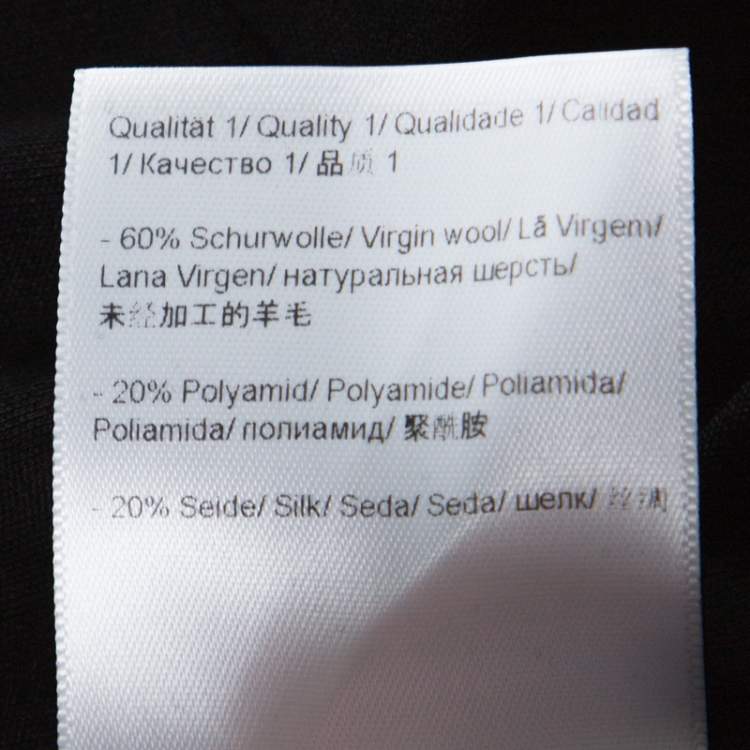 Qualität 1/ Quality 1/ Qualidade 1/ Calidad
1/ Качество 1/ 品质 1
- 60% Schurwolle/ Virgin wool/ Lã Virgem/
Lana Virgen/ натуральная шерсть/
未经加工的羊毛
- 20% Polyamid/ Polyamide/ Poliamida/
Poliamida/ полиамид/ 聚酰胺
- 20% Seide/ Silk/ Seda/ Seda/ шелк/